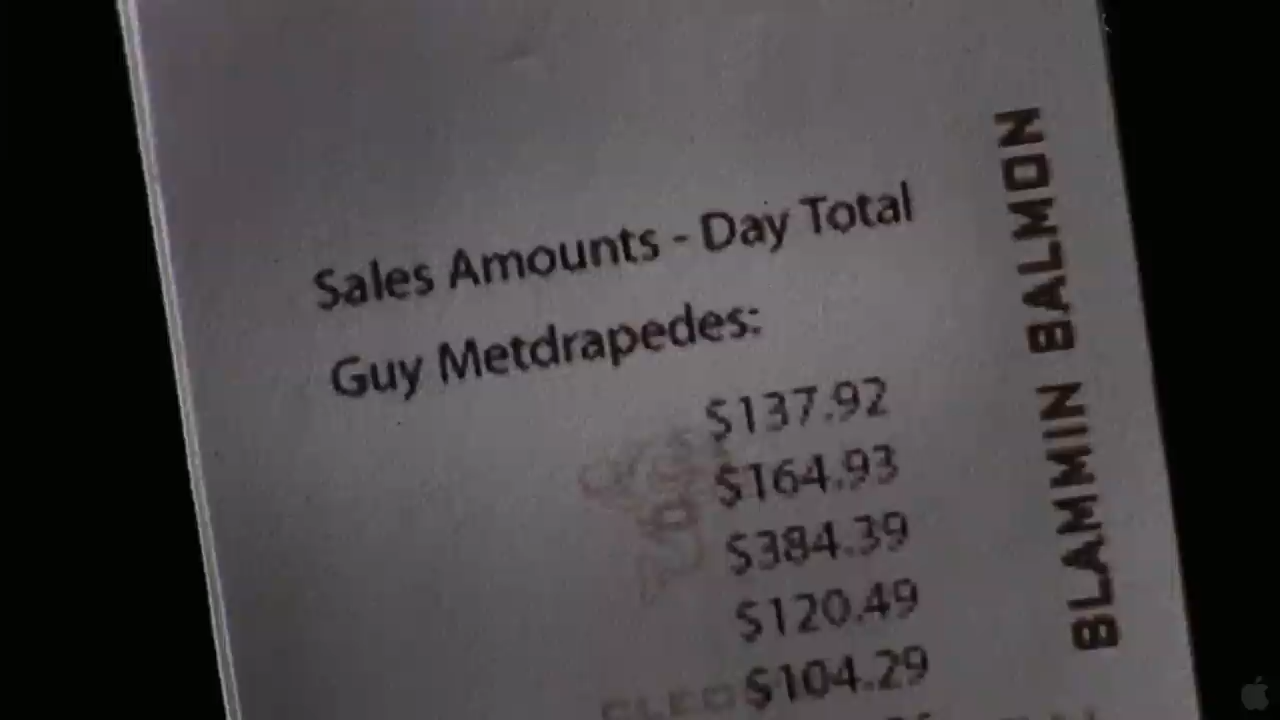 Sales Amounts - Day Total
Guy Metdrapedes:
$137.92
$164.93
$384.39
$120.49
$104.29
BLAMMIN BALMON